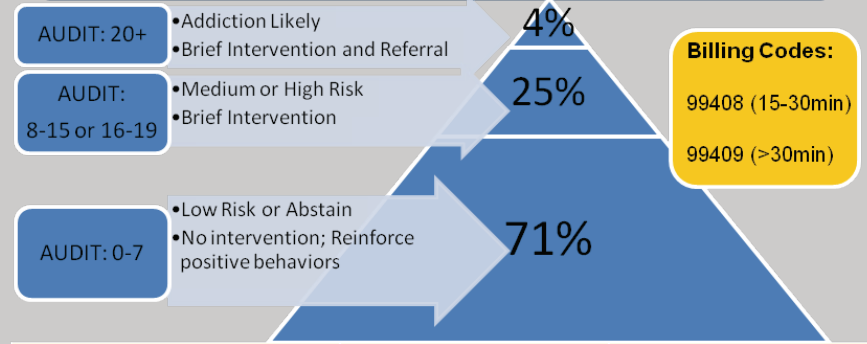 AUDIT: 20+
•Addiction Likely
•Brief Intervention and Referral
4%
AUDIT:
8-15 or 16-19
•Medium or High Risk
•Brief Intervention
25%
Billing Codes:
99408 (15-30min)
99409 (>30min)
AUDIT: 0-7
•Low Risk or Abstain
•No intervention; Reinforce
positive behaviors
71%